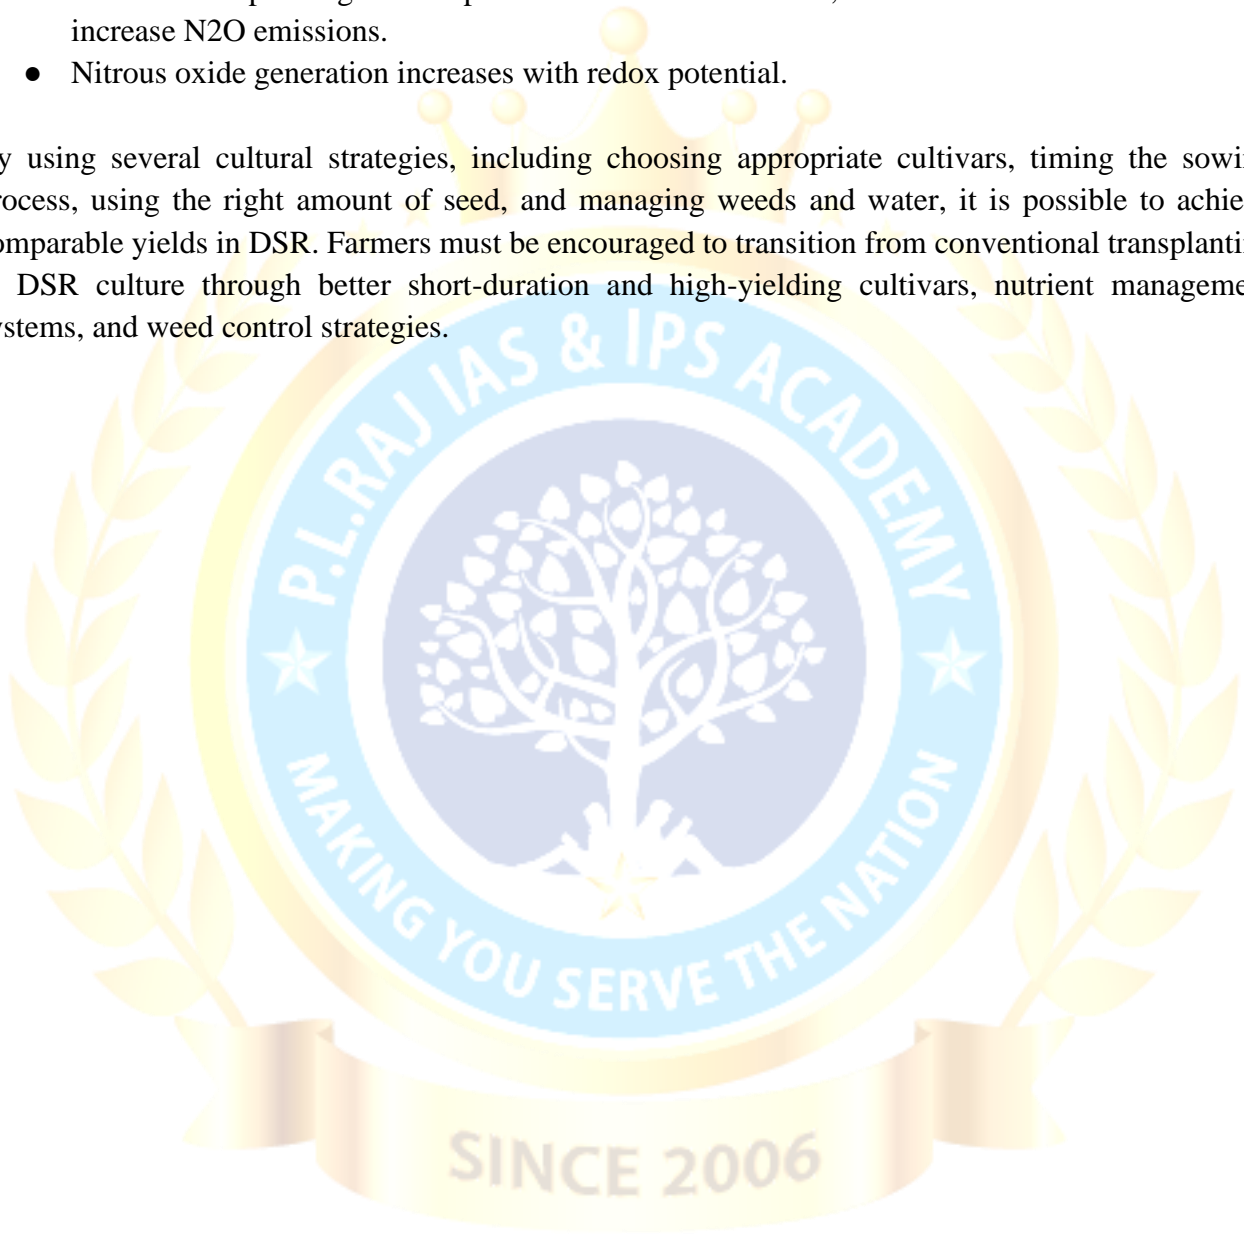 increase N2O emissions.
● Nitrous oxide generation increases with redox potential.
y using several cultural strategies, including choosing appropriate cultivars, timing the sowi
rocess, using the right amount of seed, and managing weeds and water, it is possible to achie
omparable yields in DSR. Farmers must be encouraged to transition from conventional transplanti
DSR culture through better short-duration and high-yielding cultivars, nutrient manageme
ystems, and weed control strategies.
P.L.RAJ IAS & IPS ACADEMY
MAKING YOU SERVE THE NATION
SINCE 2006